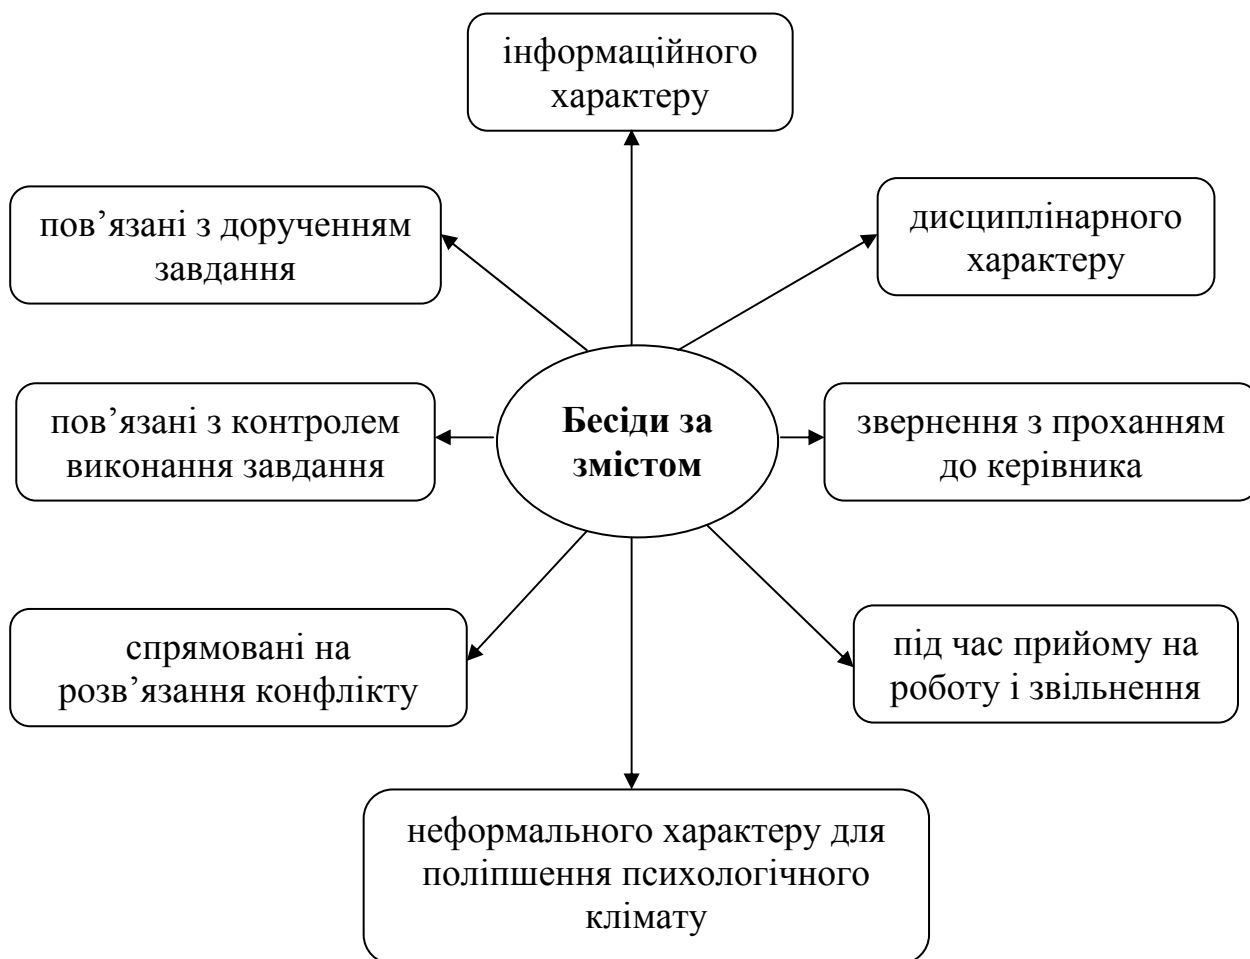 інформаційного
характеру
пов’язані з дорученням
завдання
дисциплінарного
характеру
пов’язані з контролем
виконання завдання
Бесіди за
змістом
звернення з проханням
до керівника
спрямовані на
розв’язання конфлікту
під час прийому на
роботу і звільнення
неформального характеру для
поліпшення психологічного
клімату